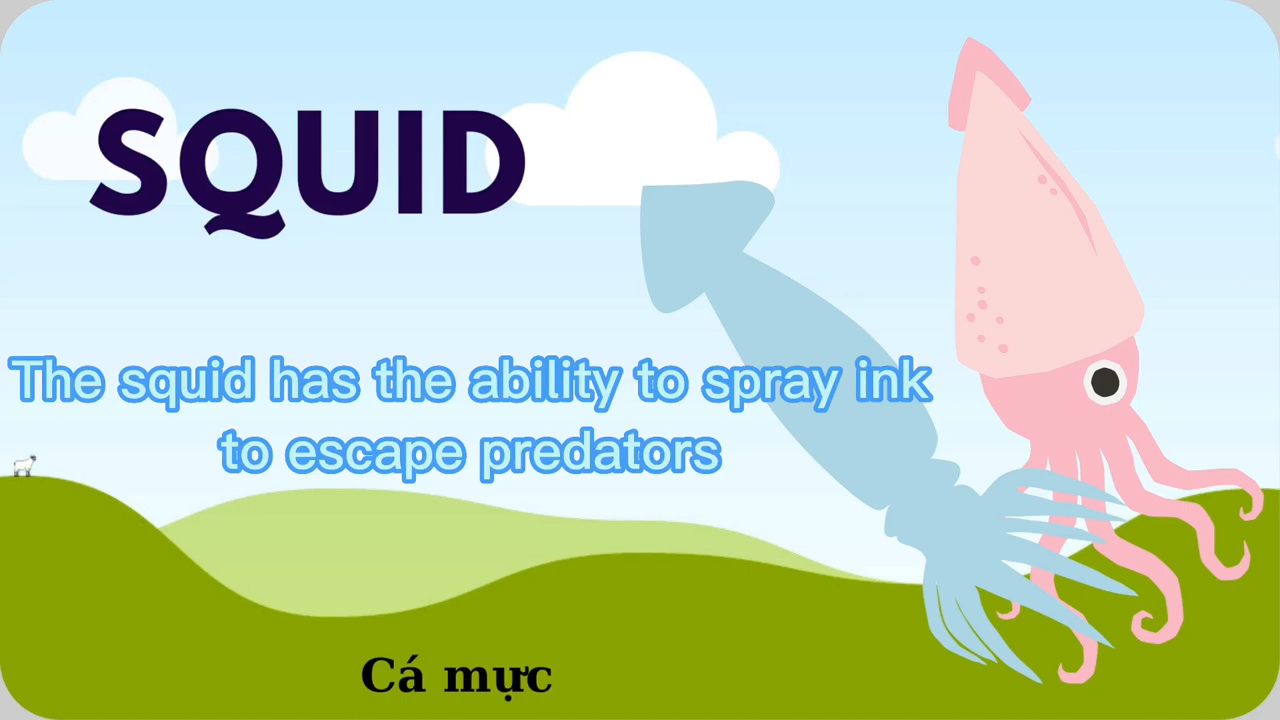 SQUID
The squid has the ability to spray ink
to escape predators
Cá mực